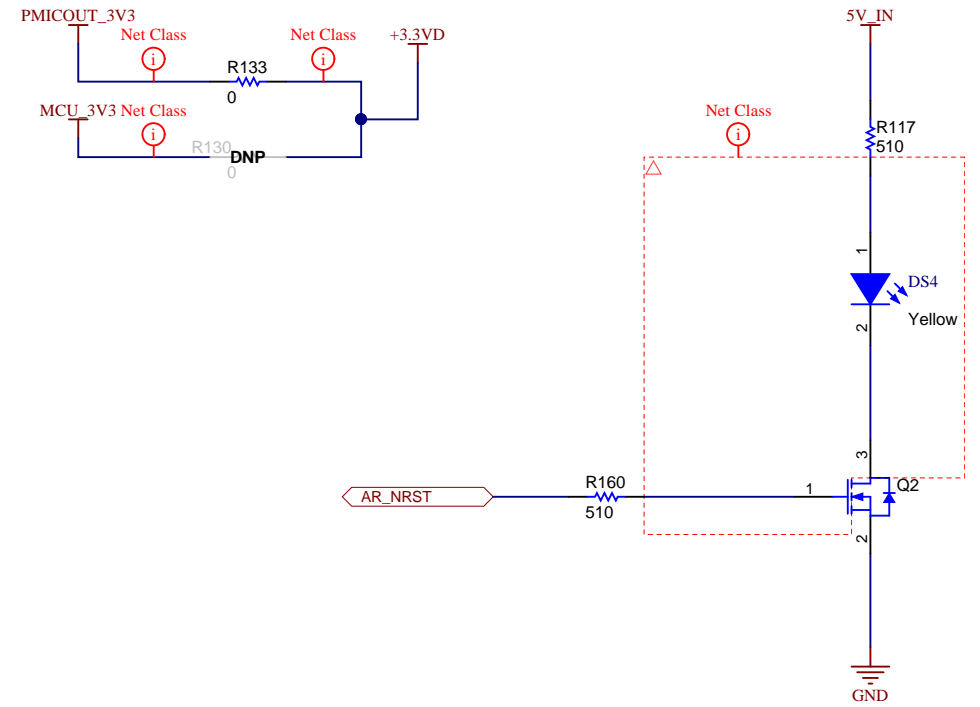 PMICOUT_3V3
5V_IN
Net Class
Net Class
+3.3VD
i
i
R133
0
MCU_3V3
Net Class
Net Class
i
i
R117
510
R130
DNP
0
1
DS4
Yellow
2
3
AR_NRST
R160
510
1
Q2
2
GND